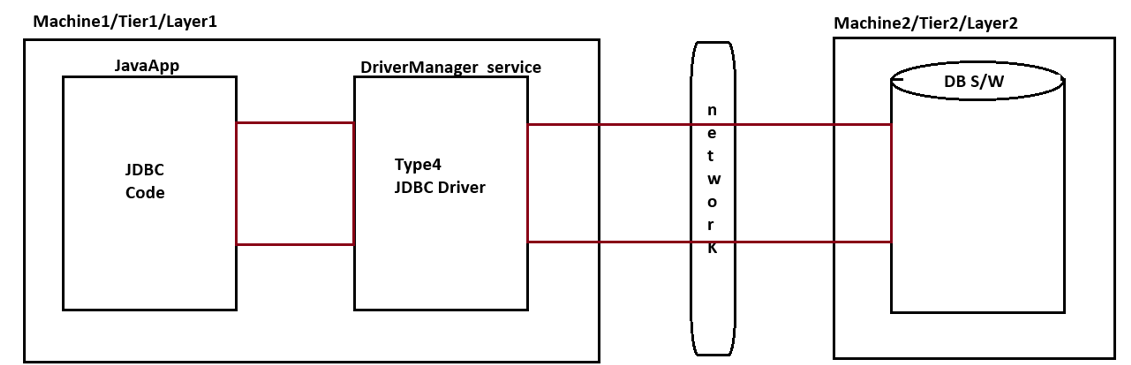 Machine1/Tier1/Layer1
Machine2/Tier2/Layer2
JavaApp
DriverManager service
DB S/W
JDBC
Code
Type4
JDBC Driver
n
e
t
w
o
r
K